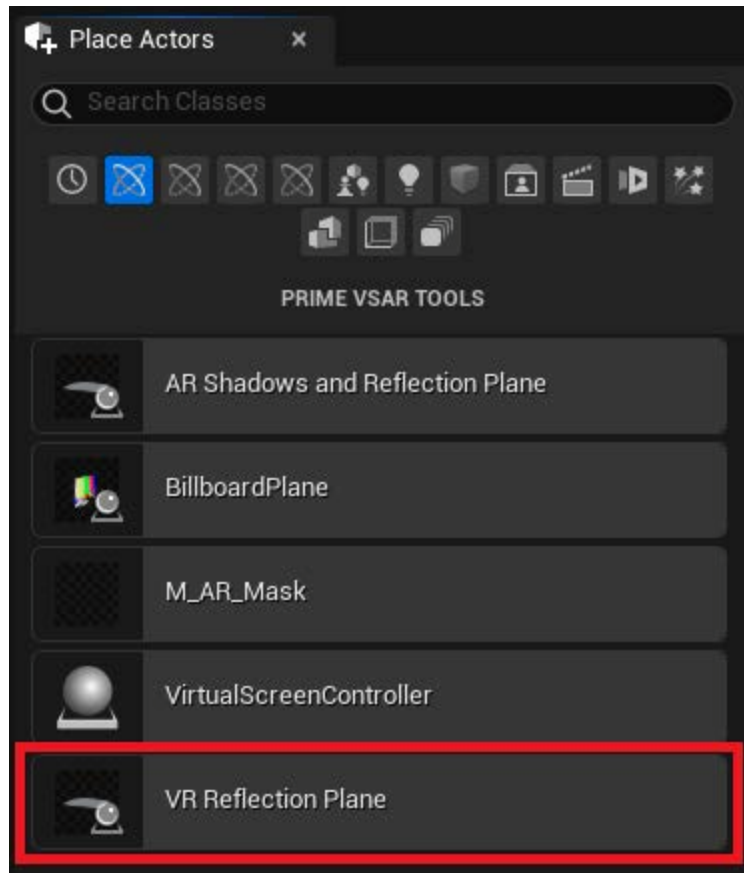 Place Actors
Search Classes
PRIME VSAR TOOLS
AR Shadows and Reflection Plane
BillboardPlane
M_AR_Mask
VirtualScreenController
VR Reflection Plane